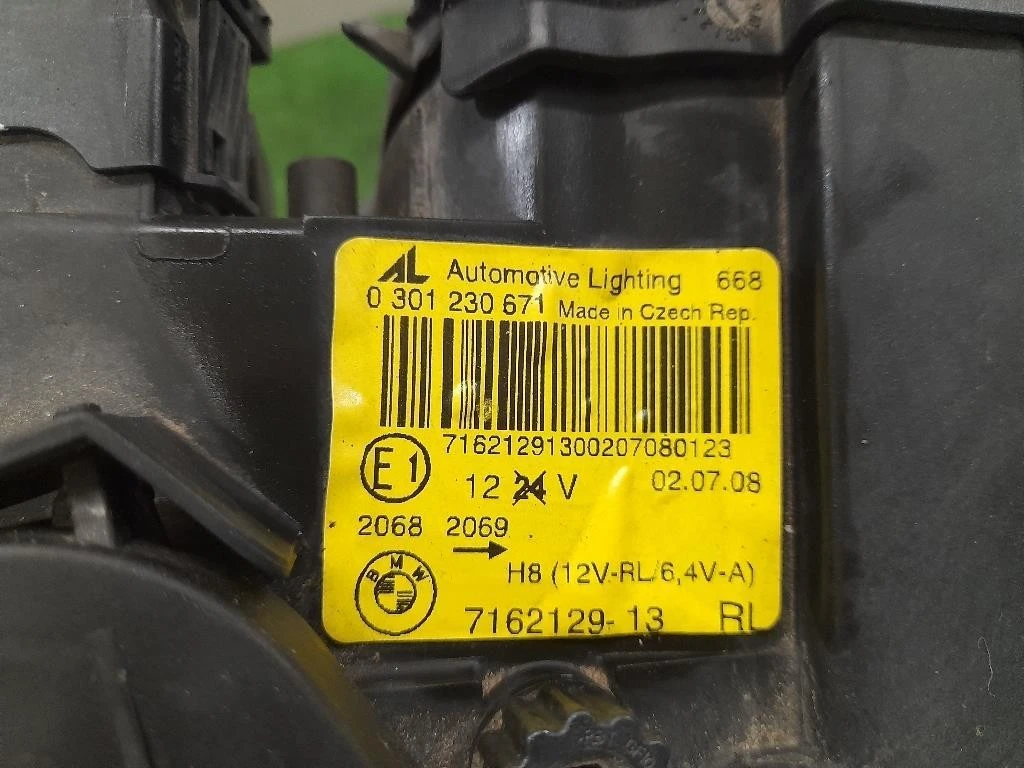 AL Automotive Lighting 668
0 301 230 671 Made in Czech Rep.
71621291300207080123
E1 12 24 V 02.07.08
2068 2069
BMW H8 (12V-RL/6,4V-A)
7162129-13 RL